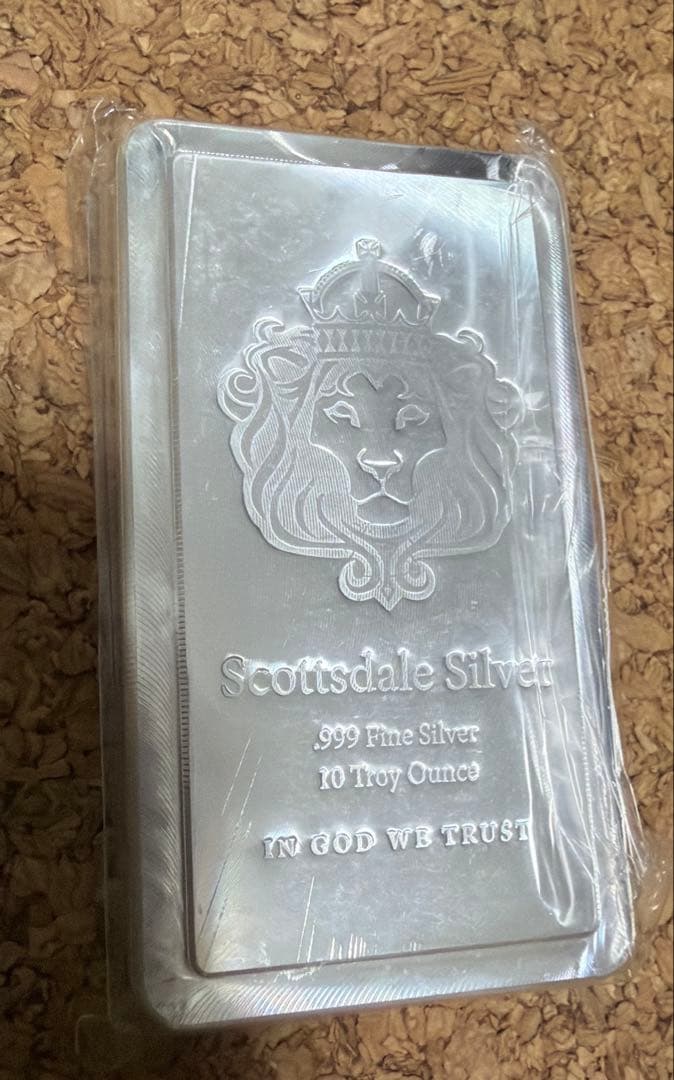 Scottsdale Silver
.999 Fine Silver
10 Troy Ounce
IN GOD WE TRUST